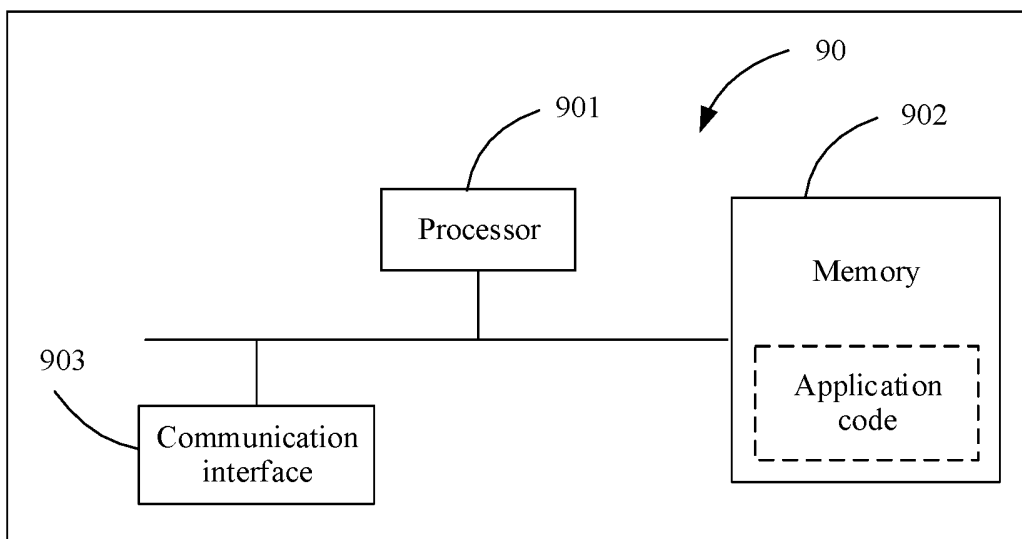 90
901
902
Processor
Memory
903
Application
code
Communication
interface